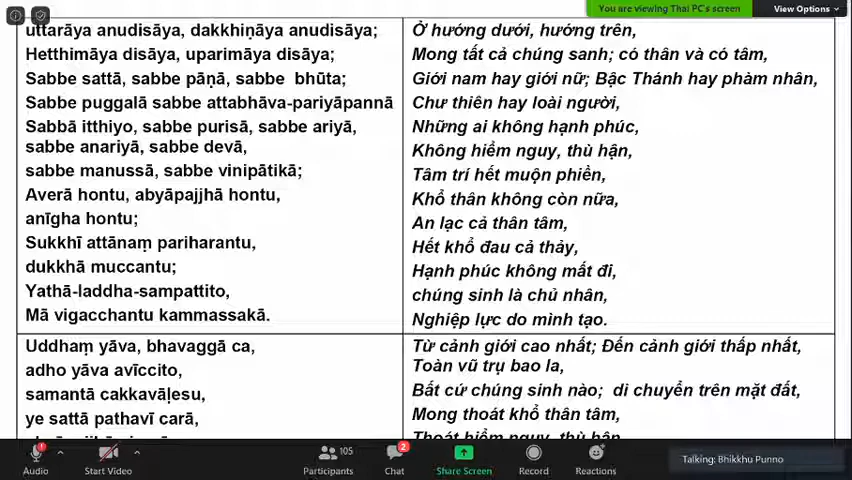 You are viewing Thai PC's screen
View Options
uttarāya anudisāya, dakkhiṇāya anudisāya;
Hetthimāya disāya, uparimāya disāya;
Sabbe sattā, sabbe pāṇā, sabbe bhūta;
Sabbe puggalā sabbe attabhāva-pariyāpannā
Sabbā itthiyo, sabbe purisā, sabbe ariyā,
sabbe anariyā, sabbe devā,
sabbe manussā, sabbe vinipātikā;
Averā hontu, abyāpajjhā hontu,
anīgha hontu;
Sukkhī attānaṃ pariharantu,
dukkhā muccantu;
Yathā-laddha-sampattito,
Mā vigacchantu kammassakā.
Ở hướng dưới, hướng trên,
Mong tất cả chúng sanh; có thân và có tâm,
Giới nam hay giới nữ; Bậc Thánh hay phàm nhân,
Chư thiên hay loài người,
Những ai không hạnh phúc,
Không hiểm nguy, thù hận,
Tâm trí hết muộn phiền,
Khổ thân không còn nữa,
An lạc cả thân tâm,
Hết khổ đau cả thảy,
Hạnh phúc không mất đi,
chúng sinh là chủ nhân,
Nghiệp lực do mình tạo.
Uddhaṃ yāva, bhavaggā ca,
adho yāva avīccito,
samantā cakkavāḷesu,
ye sattā pathavī carā,
Từ cảnh giới cao nhất; Đến cảnh giới thấp nhất,
Toàn vũ trụ bao la,
Bất cứ chúng sinh nào; di chuyển trên mặt đất,
Mong thoát khổ thân tâm,
Thoát hiểm nguy, thù hận
Audio
Start Video
Participants
105
Chat
2
Share Screen
Record
Reactions
Talking: Bhikkhu Punno